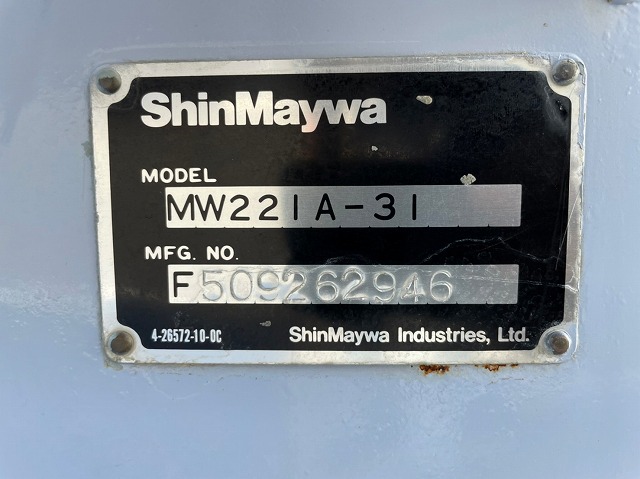 ShinMaywa
MODEL
MW221A-31
MFG. NO.
F509262946
4-26572-10-0C
ShinMaywa Industries, Ltd.